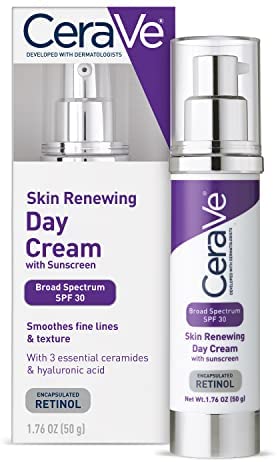 CeraVe
DEVELOPED WITH DERMATOLOGISTS
Skin Renewing
Day
Cream
with Sunscreen
Broad Spectrum
SPF 30
Smoothes fine lines
& texture
With 3 essential ceramides
& hyaluronic acid
ENCAPSULATED
RETINOL
1.76 OZ (50 g)
CeraVe
DEVELOPED WITH DERMATOLOGISTS
Broad Spectrum
SPF 30
Skin Renewing
Day Cream
with sunscreen
ENCAPSULATED
RETINOL
Net Wt.1.76 OZ (50 g)